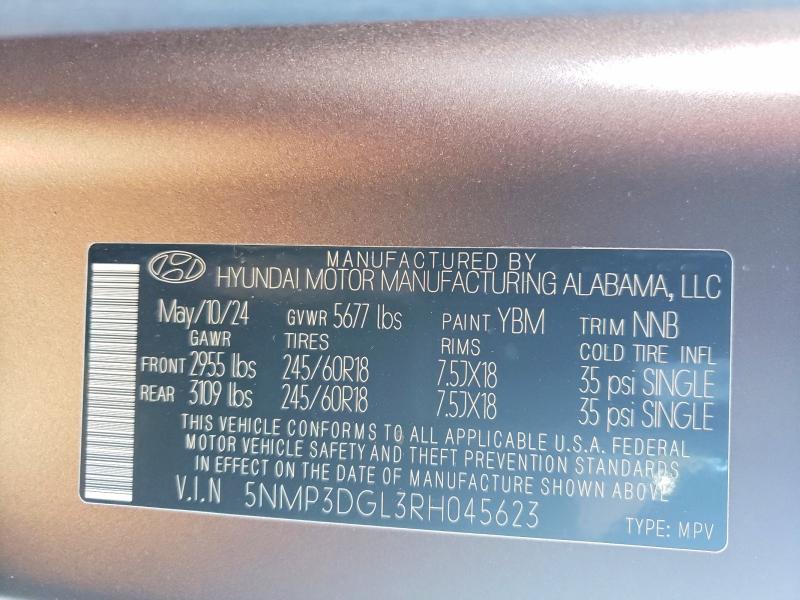 MANUFACTURED BY
HYUNDAI MOTOR MANUFACTURING ALABAMA, LLC
May/10/24 GVWR 5677 lbs PAINT YBM TRIM NNB
GAWR TIRES RIMS COLD TIRE INFL
FRONT 2955 lbs 245/60R18 7.5JX18 35 psi SINGLE
REAR 3109 lbs 245/60R18 7.5JX18 35 psi SINGLE
THIS VEHICLE CONFORMS TO ALL APPLICABLE U.S.A. FEDERAL
MOTOR VEHICLE SAFETY AND THEFT PREVENTION STANDARDS
IN EFFECT ON THE DATE OF MANUFACTURE SHOWN ABOVE
V.I.N 5NMP3DGL3RH045623
TYPE: MPV